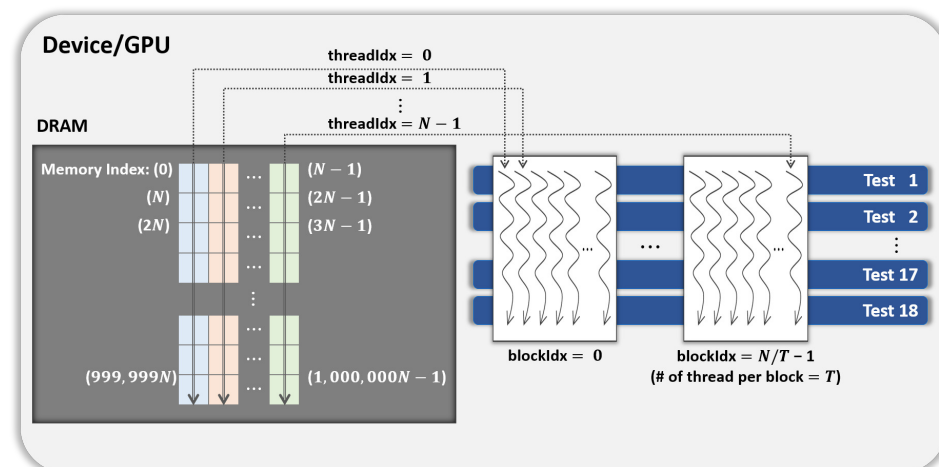 Device/GPU
threadIdx = 0
threadIdx = 1
⋮
threadIdx = N − 1
DRAM
Memory Index: (0) ... (N − 1)
(N) (2N − 1)
(2N) ... (3N − 1)
...
⋮
...
(999,999N) ... (1,000,000N − 1)
Test 1
Test 2
... ... ... ⋮
Test 17
Test 18
blockIdx = 0
blockIdx = N/T − 1
(# of thread per block = T)